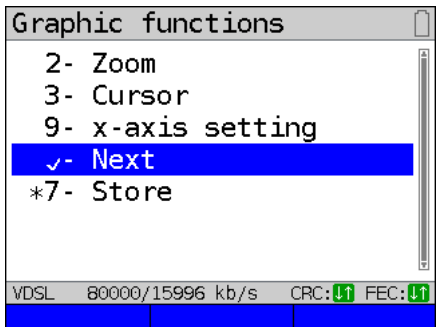 Graphic functions
2- Zoom
3- Cursor
9- x-axis setting
✓- Next
*7- Store
VDSL 80000/15996 kb/s CRC:↓↑ FEC:↓↑